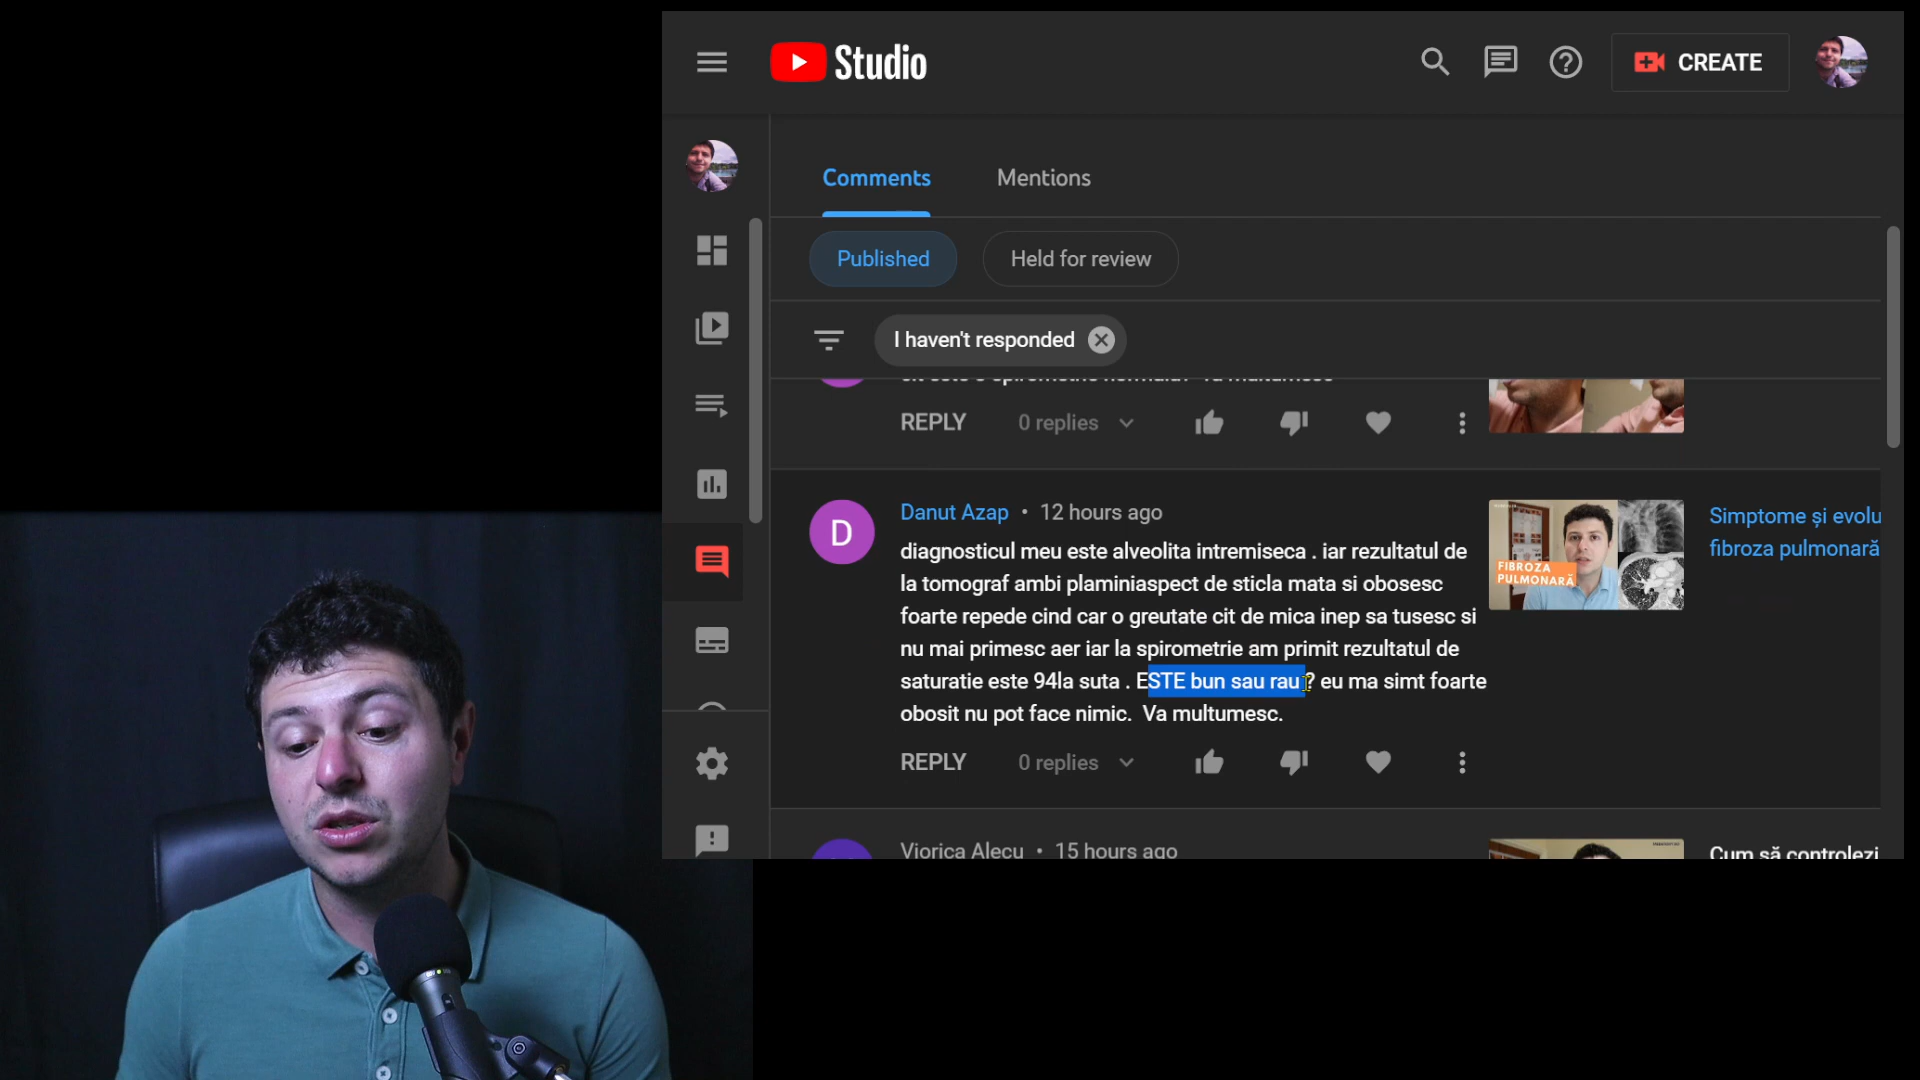 Studio
CREATE
Comments
Mentions
Published
Held for review
I haven't responded
REPLY
0 replies
Danut Azap • 12 hours ago
diagnosticul meu este alveolita intremiseca . iar rezultatul de
la tomograf ambi plaminiaspect de sticla mata si obosesc
foarte repede cind car o greutate cit de mica inep sa tusesc si
nu mai primesc aer iar la spirometrie am primit rezultatul de
saturatie este 94la suta . ESTE bun sau rau ? eu ma simt foarte
obosit nu pot face nimic. Va multumesc.
FIBROZA
PULMONARĂ
Simptome și evolu
fibroza pulmonară
REPLY
0 replies
Viorica Alecu • 15 hours ago
Cum să controlezi